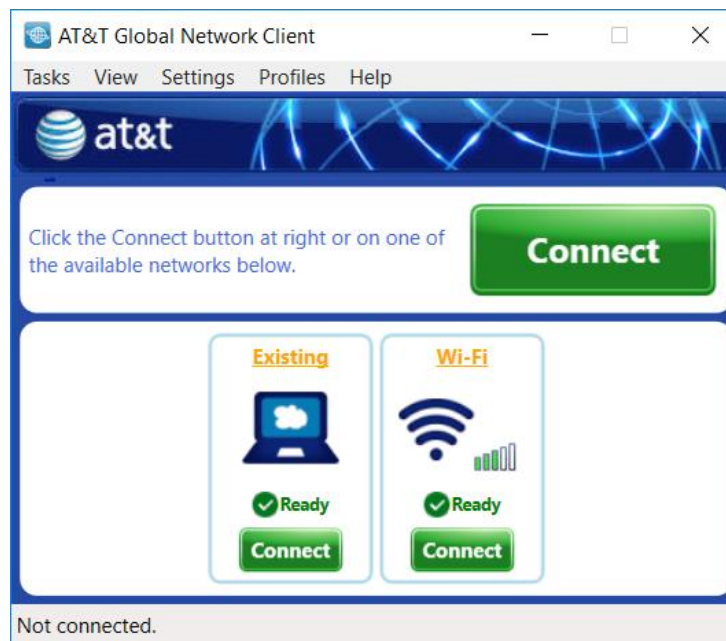 AT&T Global Network Client
Tasks View Settings Profiles Help
at&t
Click the Connect button at right or on one of
the available networks below.
Connect
Existing
Wi-Fi
Ready
Ready
Connect
Connect
Not connected.